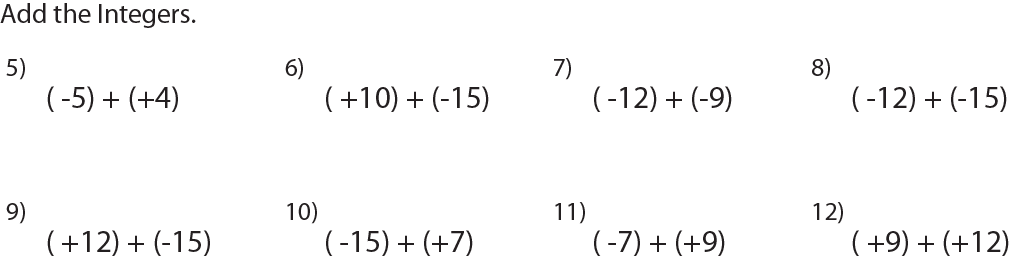 Add the Integers.
5) 6) 7) 8)
( -5) + (+4) ( +10) + (-15) ( -12) + (-9) ( -12) + (-15)
9) 10) 11) 12)
( +12) + (-15) ( -15) + (+7) ( -7) + (+9) ( +9) + (+12)